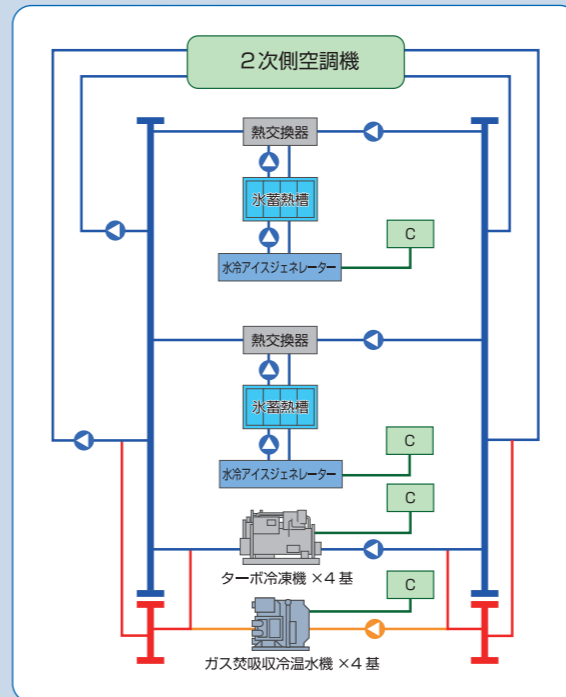 2次側空調機
熱交換器
氷蓄熱槽
C
水冷アイスジェネレーター
熱交換器
氷蓄熱槽
C
水冷アイスジェネレーター
C
ターボ冷凍機 ×4 基
C
ガス焚吸収冷温水機 ×4 基